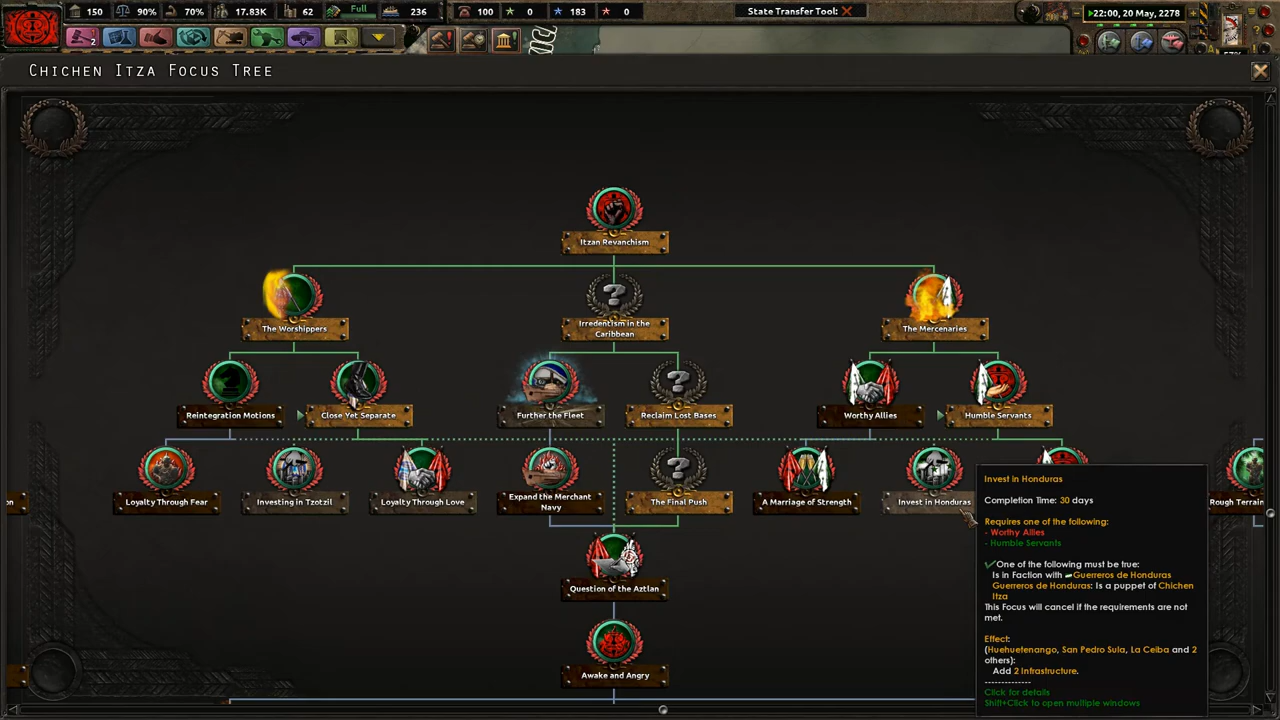 150 90% 70% 17.83K 62 Full 236 100 0 183 0 State Transfer Tool: 22:00, 20 May, 2278
2
Chichen Itza Focus Tree
Itzan Revanchism
The Worshippers
Irredentism in the
Caribbean
The Mercenaries
Reintegration Motions
Close Yet Separate
Further the Fleet
Reclaim Lost Bases
Worthy Allies
Humble Servants
Loyalty Through Fear
Investing in Tzotzil
Loyalty Through Love
Expand the Merchant
Navy
The Final Push
A Marriage of Strength
Invest in Honduras
Rough Terrain
Question of the Aztlan
Awake and Angry
Invest in Honduras
Completion Time: 30 days
Requires one of the following:
- Worthy Allies
- Humble Servants
One of the following must be true:
Is in Faction with Guerreros de Honduras
Guerreros de Honduras: Is a puppet of Chichen
Itza
This Focus will cancel if the requirements are not
met.
Effect:
(Huehuetenango, San Pedro Sula, La Ceiba and 2
others):
Add 2 Infrastructure.
--------------
Click for details
Shift+Click to open multiple windows